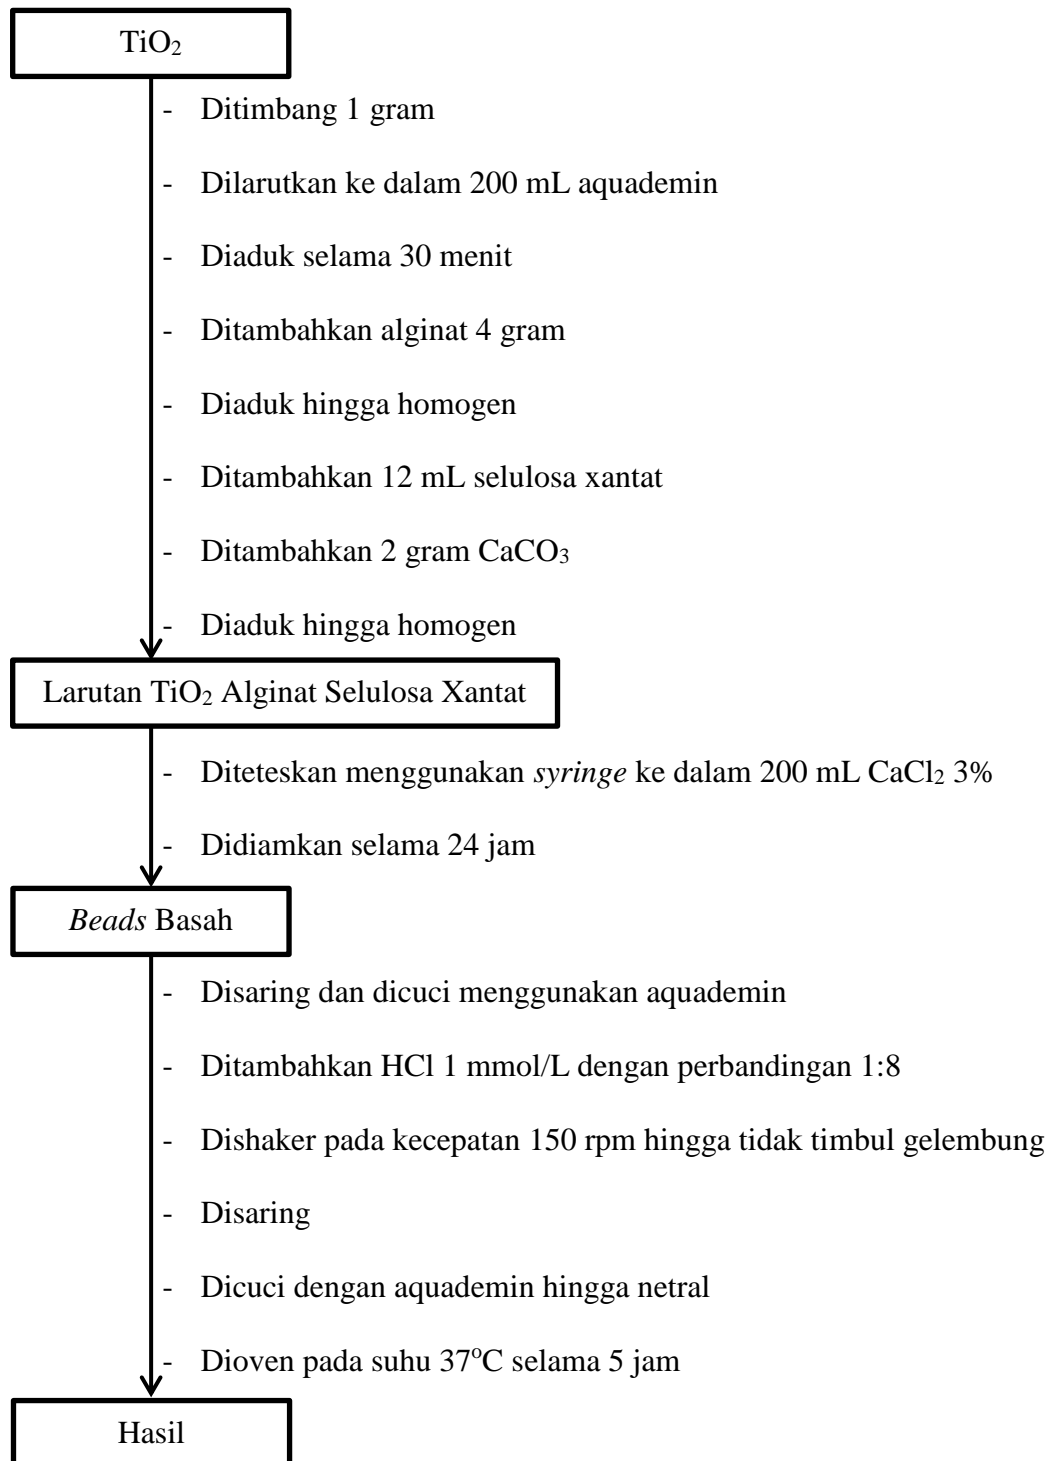 TiO₂
- Ditimbang 1 gram
- Dilarutkan ke dalam 200 mL aquademin
- Diaduk selama 30 menit
- Ditambahkan alginat 4 gram
- Diaduk hingga homogen
- Ditambahkan 12 mL selulosa xantat
- Ditambahkan 2 gram CaCO₃
- Diaduk hingga homogen
Larutan TiO₂ Alginat Selulosa Xantat
- Diteteskan menggunakan syringe ke dalam 200 mL CaCl₂ 3%
- Didiamkan selama 24 jam
Beads Basah
- Disaring dan dicuci menggunakan aquademin
- Ditambahkan HCl 1 mmol/L dengan perbandingan 1:8
- Dishaker pada kecepatan 150 rpm hingga tidak timbul gelembung
- Disaring
- Dicuci dengan aquademin hingga netral
- Dioven pada suhu 37°C selama 5 jam
Hasil